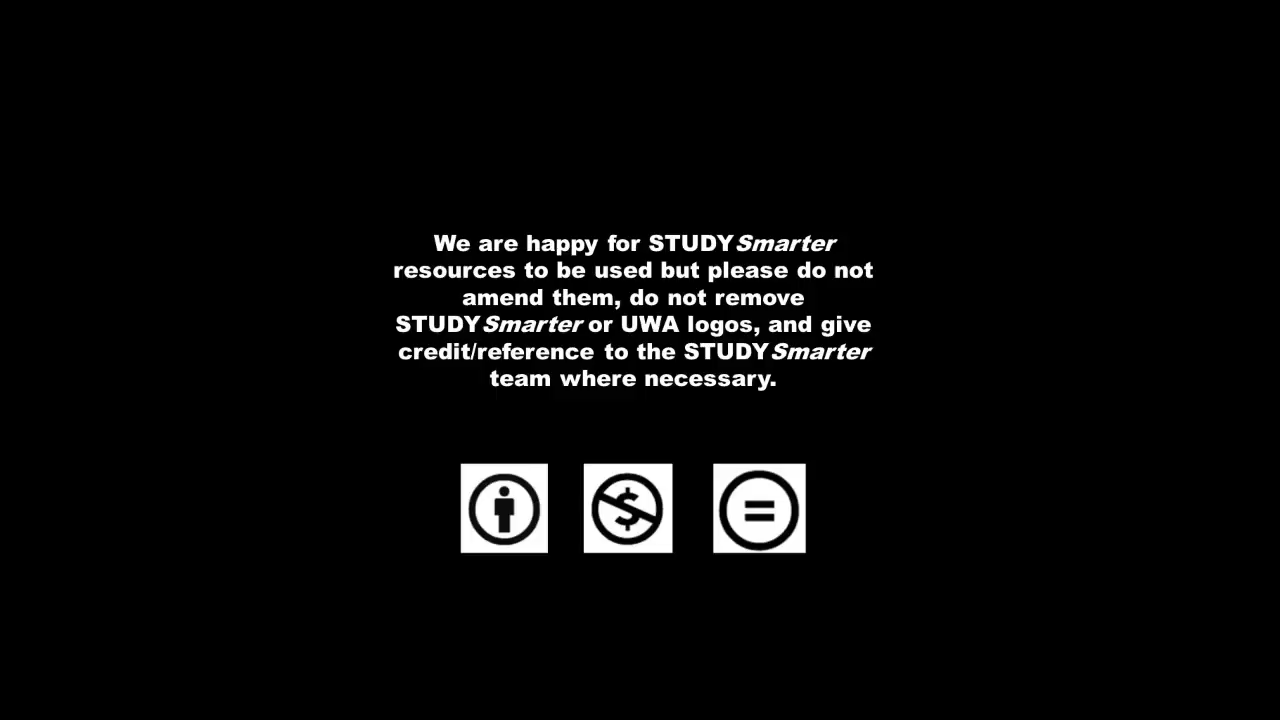 We are happy for STUDYSmarter
resources to be used but please do not
amend them, do not remove
STUDYSmarter or UWA logos, and give
credit/reference to the STUDYSmarter
team where necessary.